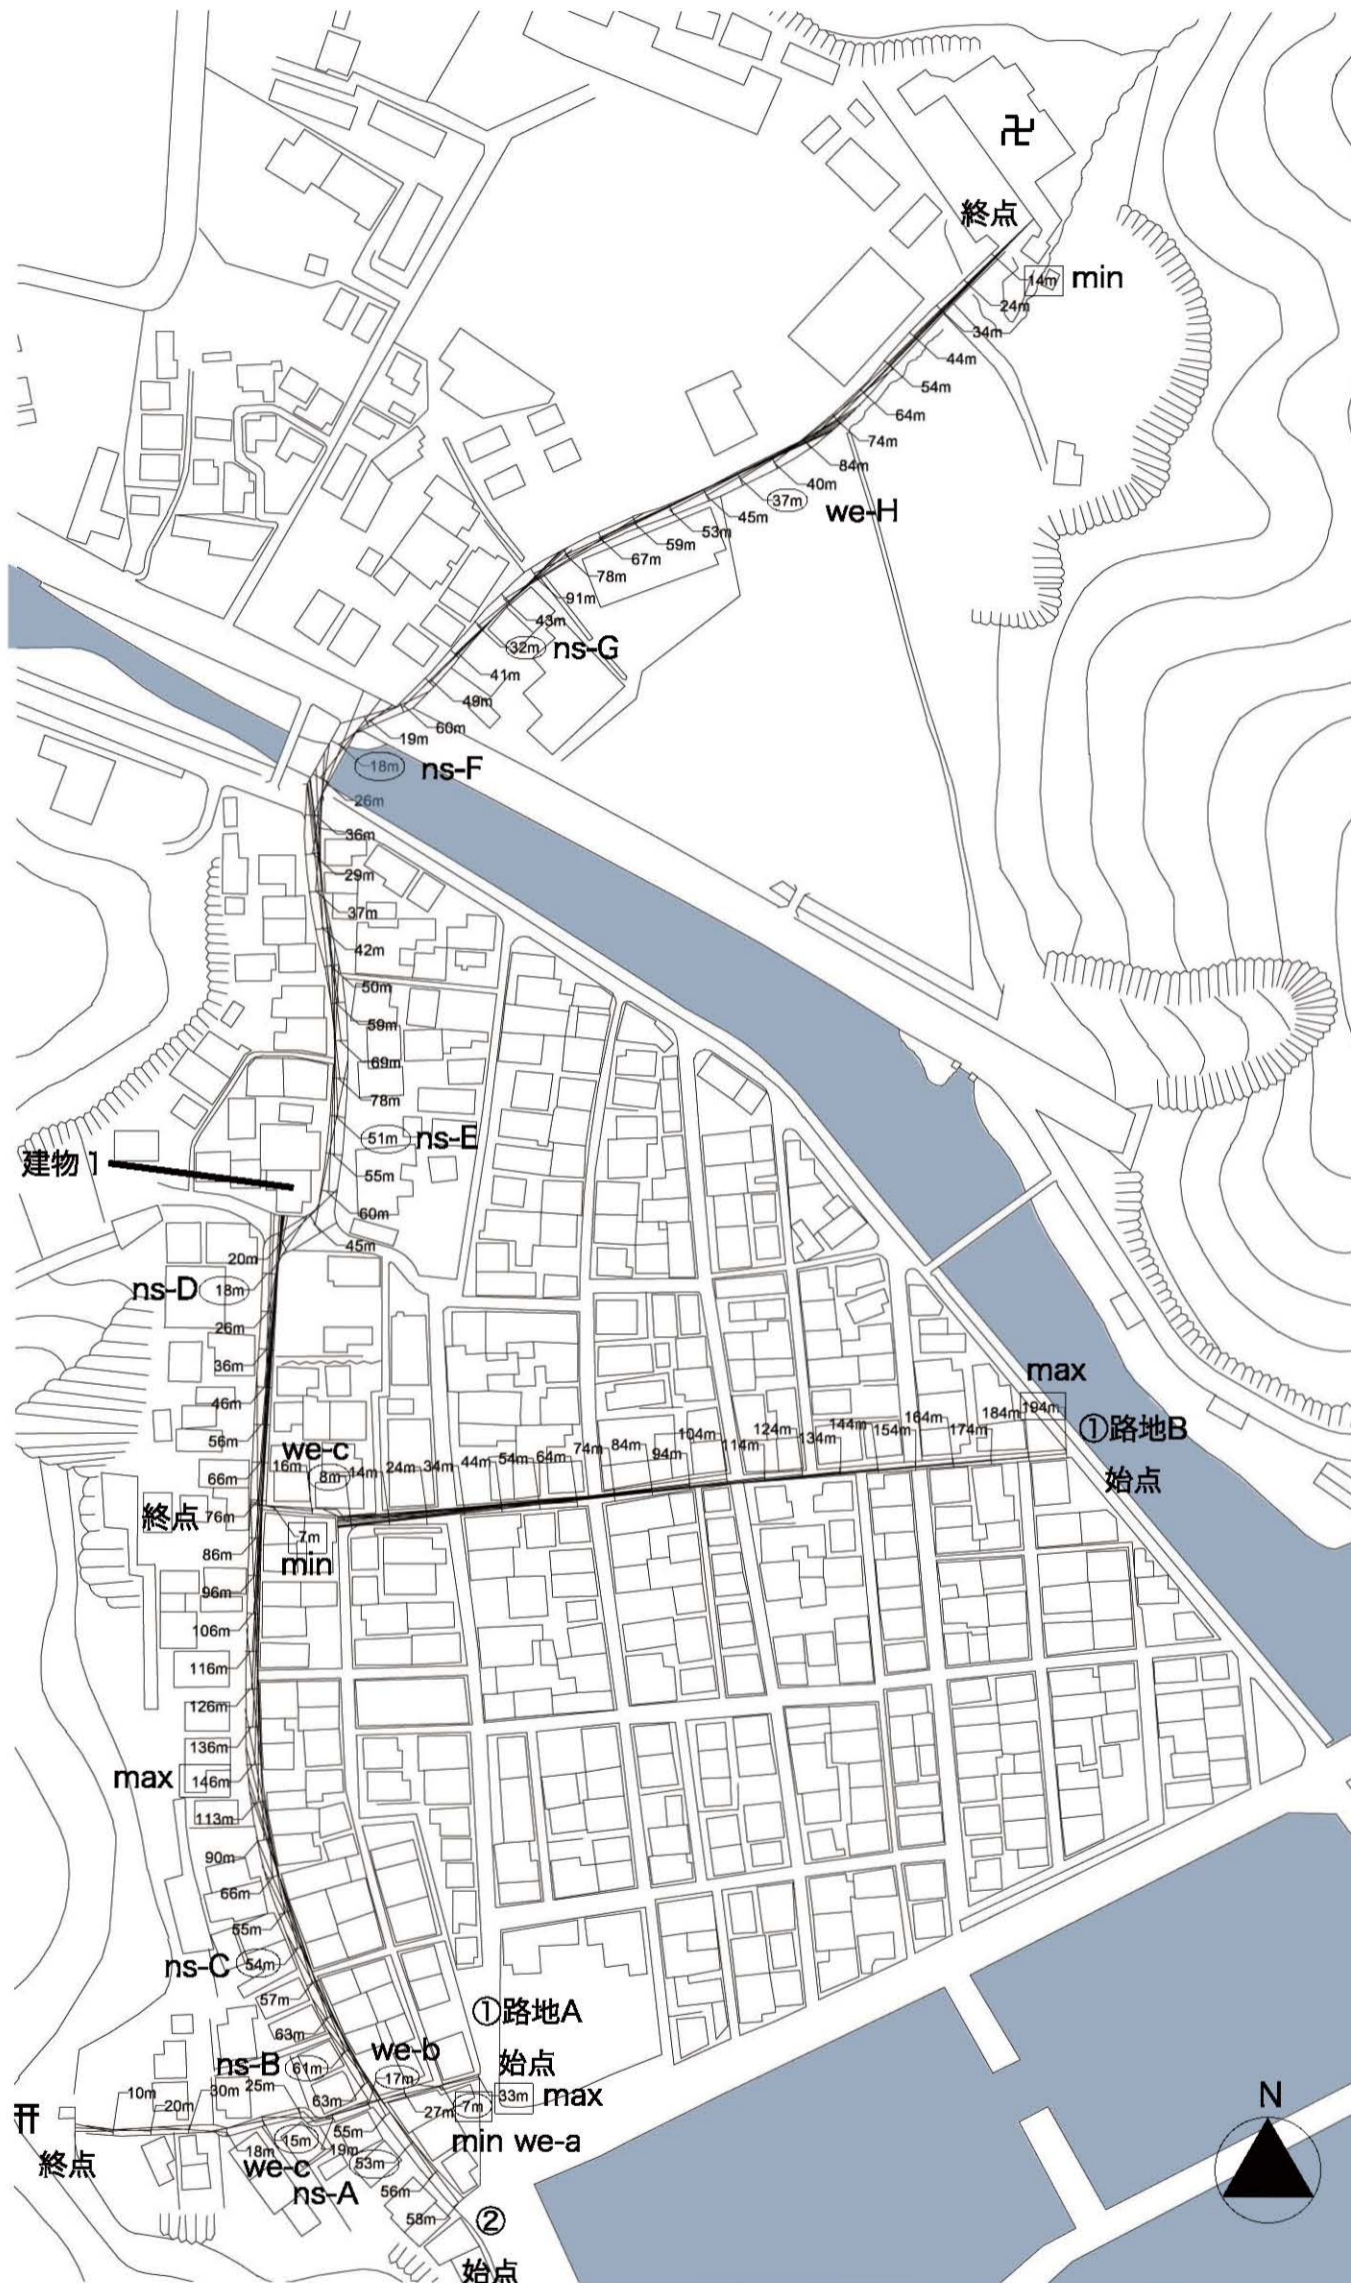 卍
終点
14m
min
24m
34m
44m
54m
64m
74m
84m
40m
37m
we-H
45m
53m
59m
67m
78m
91m
43m
32m
ns-G
41m
49m
60m
19m
18m
ns-F
26m
36m
29m
37m
42m
50m
59m
69m
78m
51m
ns-E
建物1
55m
60m
45m
20m
ns-D
18m
26m
36m
46m
56m
66m
終点
76m
86m
96m
106m
116m
126m
136m
max
146m
113m
90m
66m
55m
ns-C
54m
57m
63m
ns-B
61m
63m
we-c
16m
8m
14m
24m
34m
44m
54m
64m
74m
84m
94m
104m
114m
124m
134m
144m
154m
164m
174m
184m
194m
max
①路地B
始点
7m
min
①路地A
始点
we-b
17m
27m
7m
33m
max
min we-a
10m
20m
30m
25m
18m
15m
19m
we-c
ns-A
55m
53m
56m
58m
②
始点
終点
N